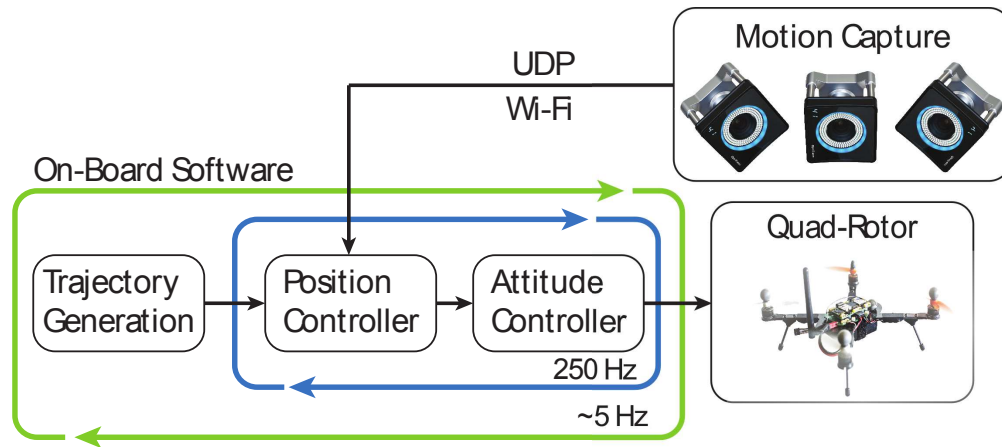 Motion Capture
UDP
Wi-Fi
On-Board Software
Quad-Rotor
Trajectory
Generation
Position
Controller
Attitude
Controller
250 Hz
~5 Hz